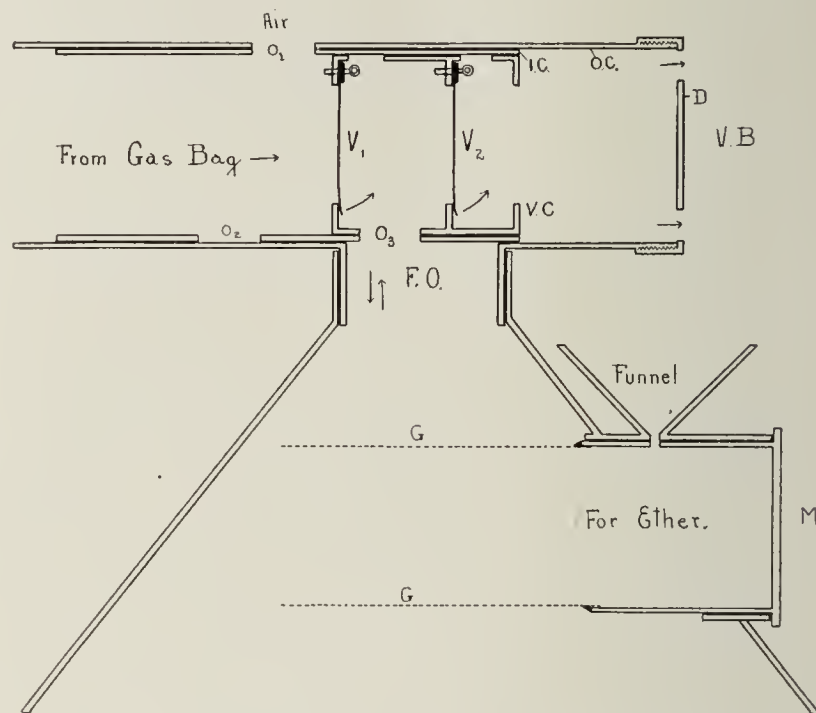 Air
O₁
I.C.
O.C.
D
V.B
From Gas Bag →
V₁
V₂
V.C
O₂
O₃
F.O.
Funnel
G
For Ether.
M
G